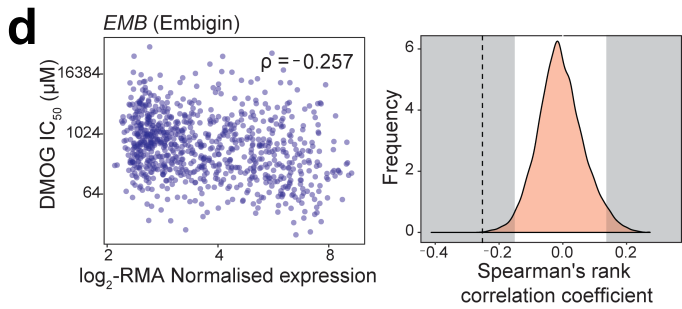 d
EMB (Embigin)
ρ = -0.257
DMOG IC50 (μM)
16384
1024
64
2 4 8
log2-RMA Normalised expression
Frequency
6
4
2
0
−0.4 −0.2 0.0 0.2
Spearman's rank
correlation coefficient